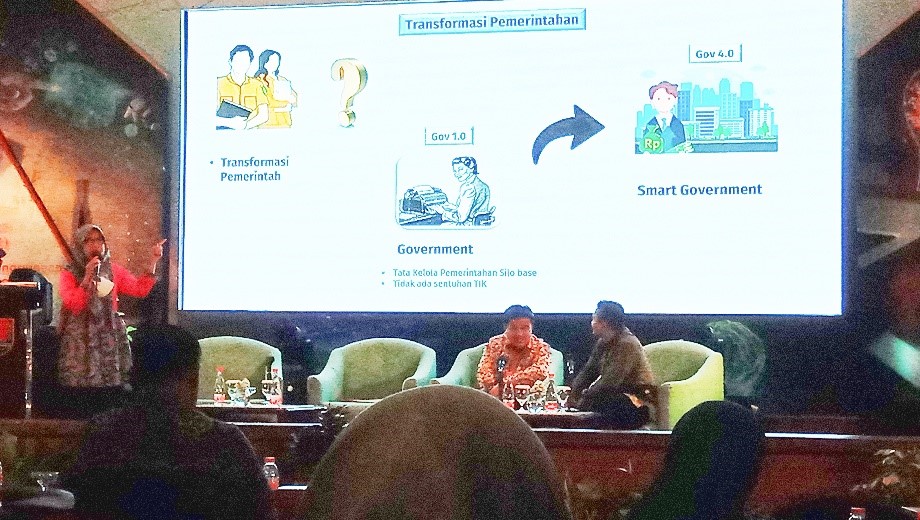 Transformasi Pemerintahan
Gov 4.0
Gov 1.0
Rp
• Transformasi
Pemerintah
Smart Government
Government
• Tata Kelola Pemerintahan Silo base
• Tidak ada sentuhan TIK